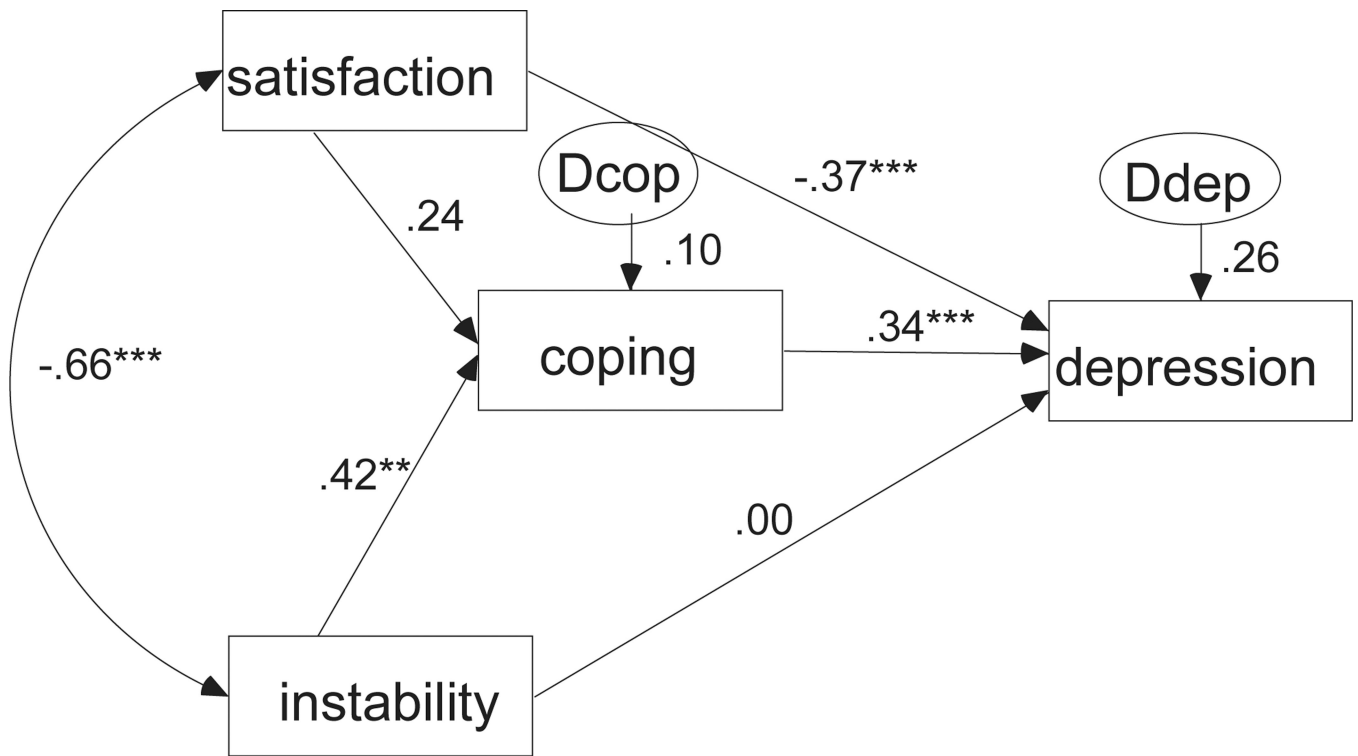 satisfaction
Dcop
-.37***
Ddep
.24
.10
.26
-.66***
coping
.34***
depression
.42**
.00
instability